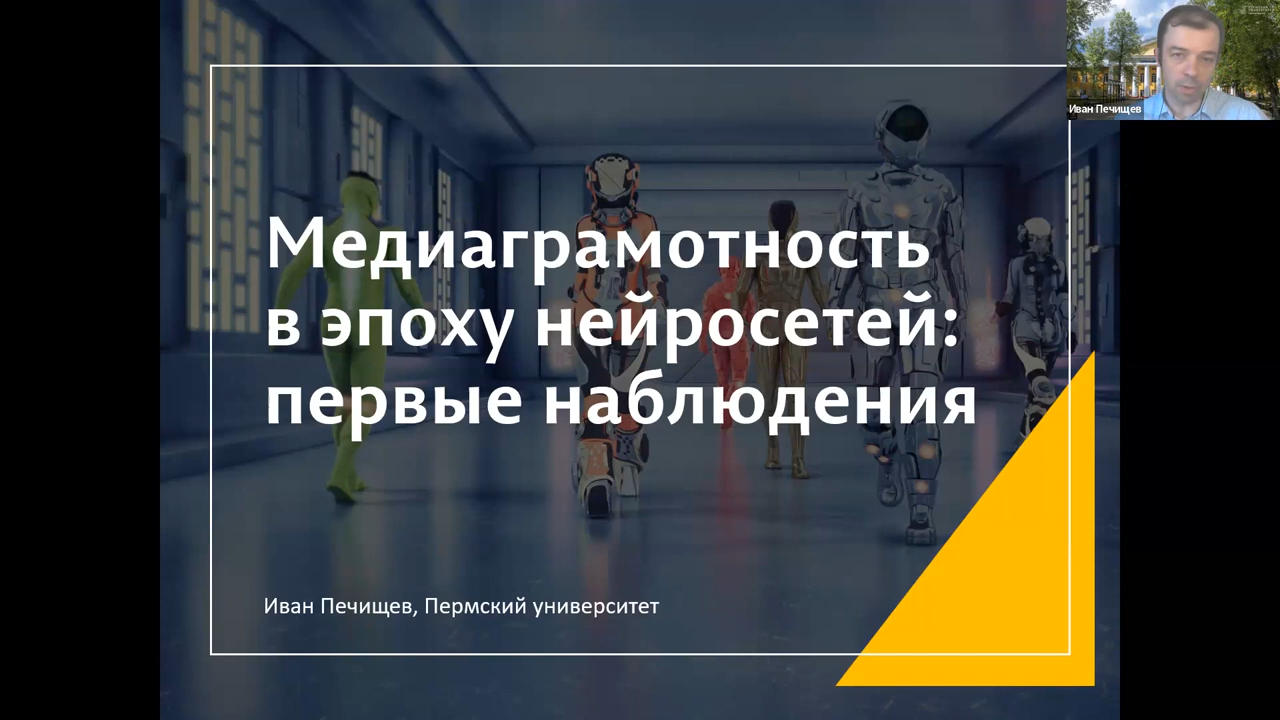 Иван Печищев
Медиаграмотность
в эпоху нейросетей:
первые наблюдения
Иван Печищев, Пермский университет